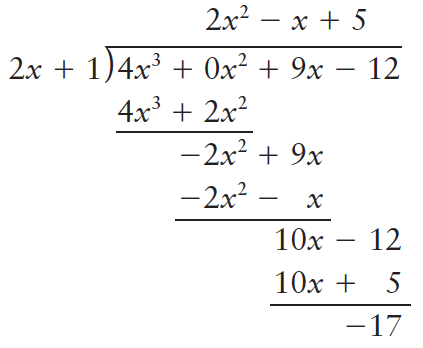 2x² − x + 5
2x + 1)4x³ + 0x² + 9x − 12
4x³ + 2x²
−2x² + 9x
−2x² − x
10x − 12
10x + 5
−17